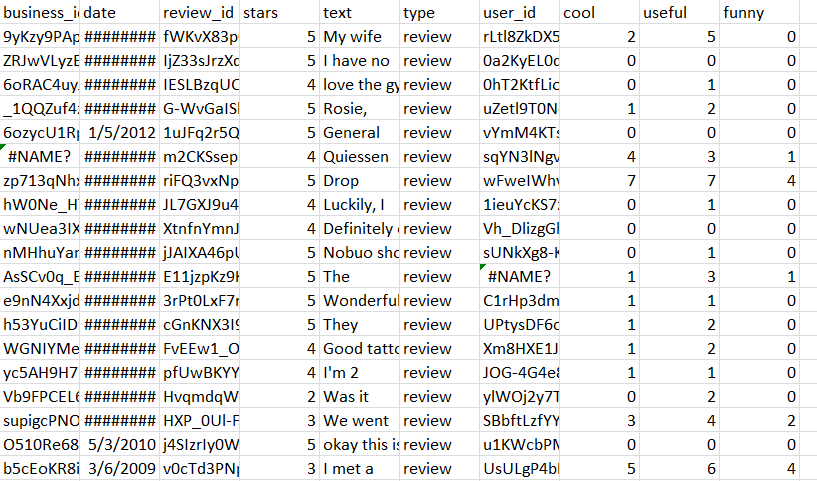 business_id date review_id stars text type user_id cool useful funny
9yKzy9PAp ######## fWKvX83p 5 My wife review rLtl8ZkDX5 2 5 0
ZRJwVLyzE ######## IjZ33sJrzXq 5 I have no review 0a2KyEL0c 0 0 0
6oRAC4uy ######## IESLBzqUC 4 love the gy review 0hT2KtfLic 0 1 0
_1QQZuf4z ######## G-WvGaISl 5 Rosie, review uZetl9T0N 1 2 0
6ozycU1Rp 1/5/2012 1uJFq2r5Q 5 General review vYmM4KTs 0 0 0
#NAME? ######## m2CKSsep 4 Quiessen review sqYN3lNgv 4 3 1
zp713qNhx ######## riFQ3vxNp 5 Drop review wFweIWhv 7 7 4
hW0Ne_H ######## JL7GXJ9u4 4 Luckily, I review 1ieuYcKS7z 0 1 0
wNUea3IX ######## XtnfnYmnJ 4 Definitely review Vh_DlizgGl 0 0 0
nMHhuYar ######## jJAIXA46pU 5 Nobuo sho review sUNkXg8-K 0 1 0
AsSCv0q_E ######## E11jzpKz9K 5 The review #NAME? 1 3 1
e9nN4Xxjd ######## 3rPt0LxF7r 5 Wonderful review C1rHp3dm 1 1 0
h53YuCiID ######## cGnKNX3I9 5 They review UPtysDF6c 1 2 0
WGNIYMe ######## FvEEw1_O 4 Good tatto review Xm8HXE1J 1 2 0
yc5AH9H7 ######## pfUwBKYY 4 I'm 2 review JOG-4G4e8 1 1 0
Vb9FPCEL6 ######## HvqmdqW 2 Was it review ylWOj2y7T 0 2 0
supigcPNO ######## HXP_0Ul-F 3 We went review SBbftLzfYY 3 4 2
O510Re68 5/3/2010 j4SIzrIy0W 5 okay this is review u1KWcbPM 0 0 0
b5cEoKR8i 3/6/2009 v0cTd3PNp 3 I met a review UsULgP4bl 5 6 4